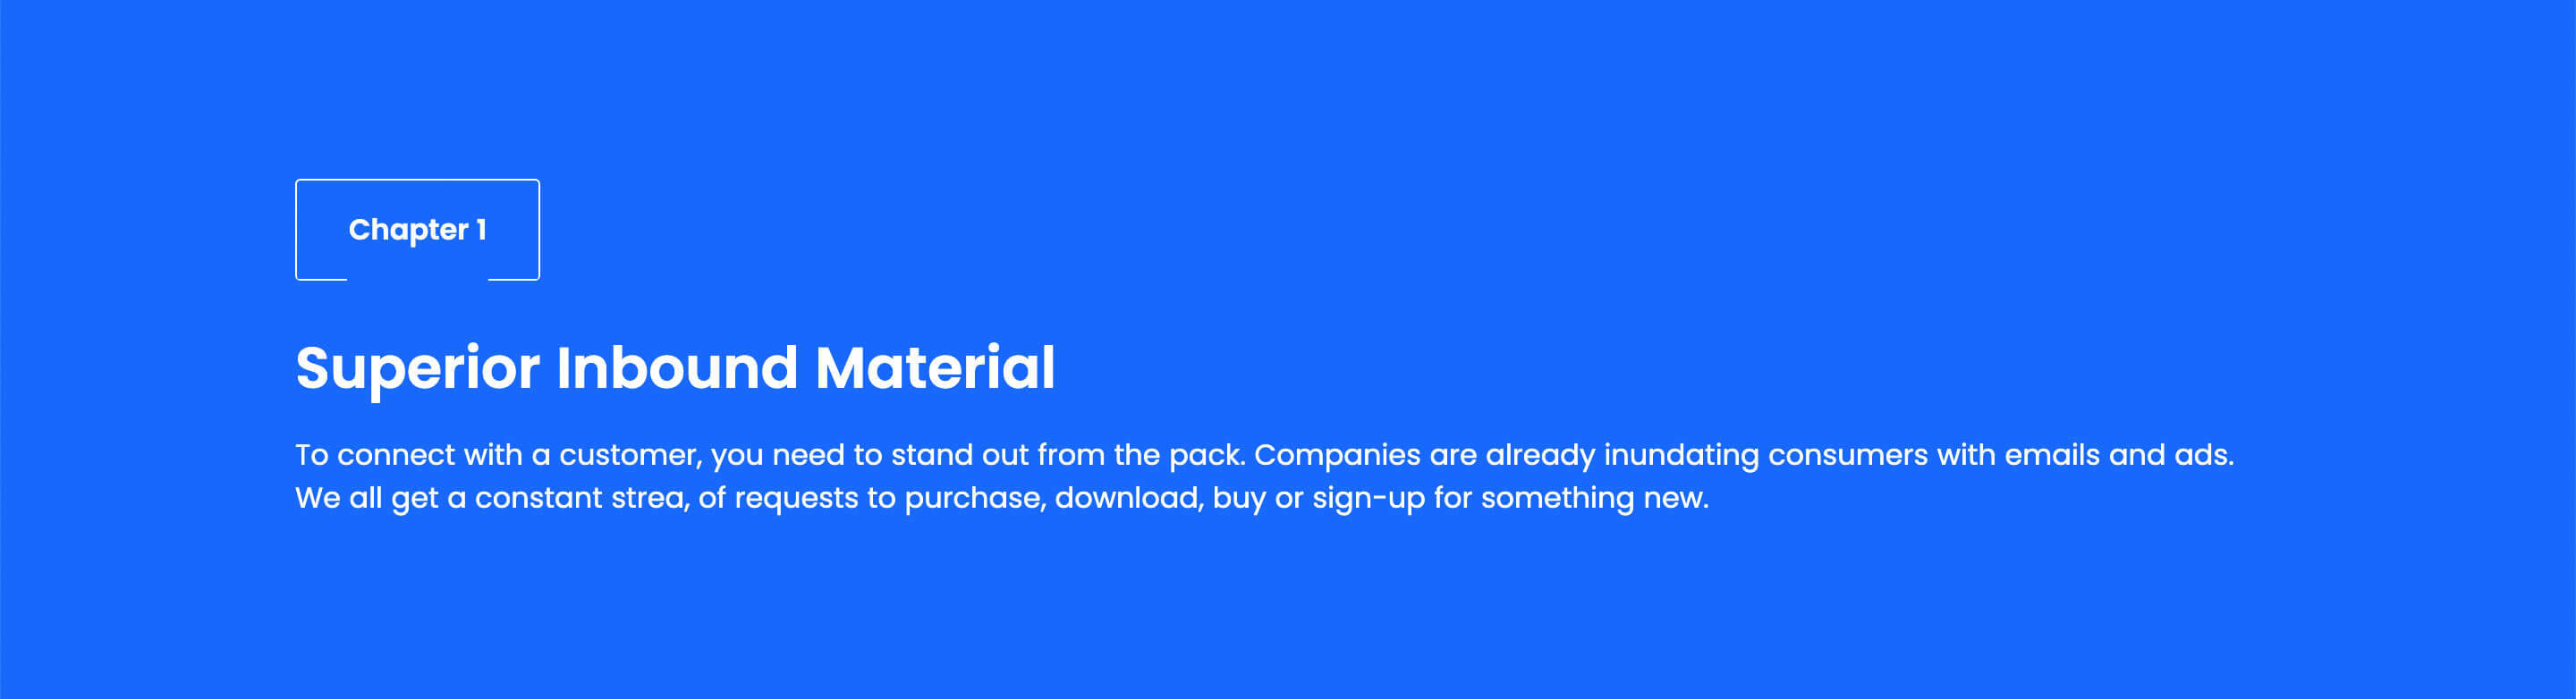 Chapter 1
Superior Inbound Material
To connect with a customer, you need to stand out from the pack. Companies are already inundating consumers with emails and ads.
We all get a constant strea, of requests to purchase, download, buy or sign-up for something new.